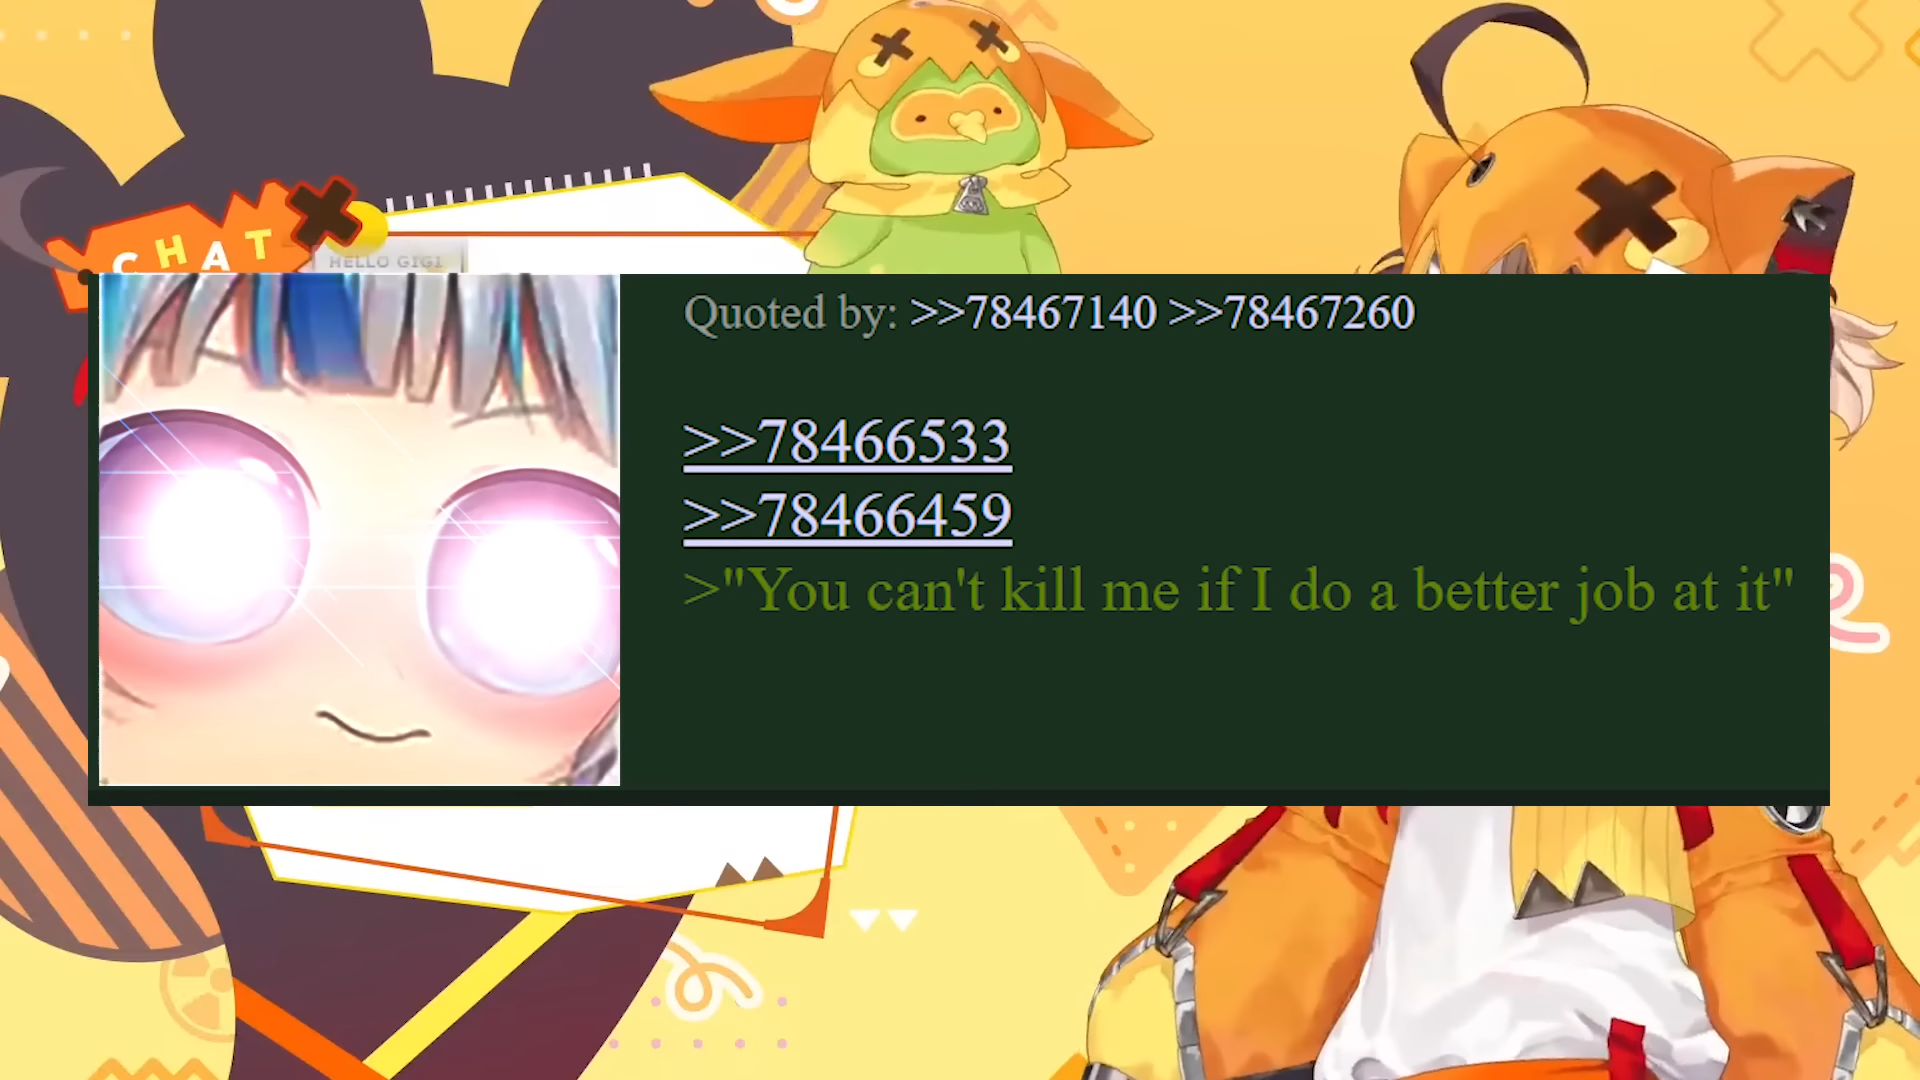 CHAT
HELLO GIGI
Quoted by: >>78467140 >>78467260
>>78466533
>>78466459
>"You can't kill me if I do a better job at it"